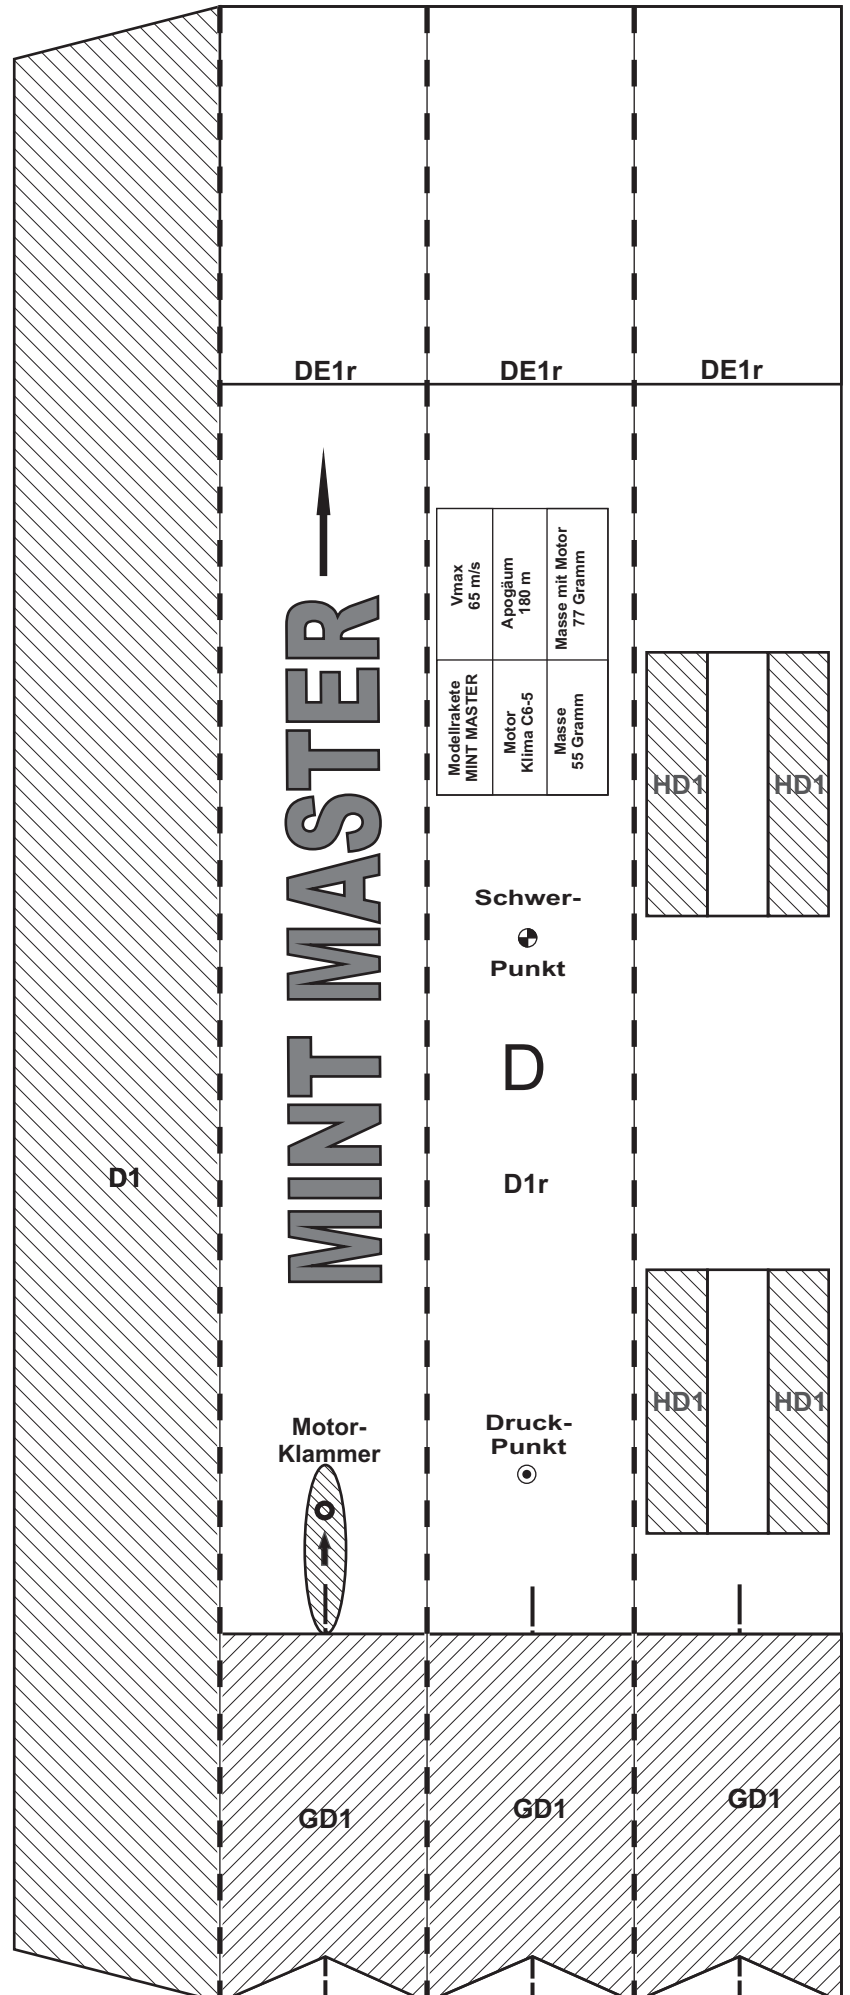 DE1r
DE1r
DE1r
MINT MASTER
Modellrakete
MINT MASTER
Vmax
65 m/s
Motor
Klima C6-5
Apogäum
180 m
Masse
55 Gramm
Masse mit Motor
77 Gramm
HD1
HD1
Schwer-
Punkt
D
D1
D1r
HD1
HD1
Motor-
Klammer
Druck-
Punkt
GD1
GD1
GD1